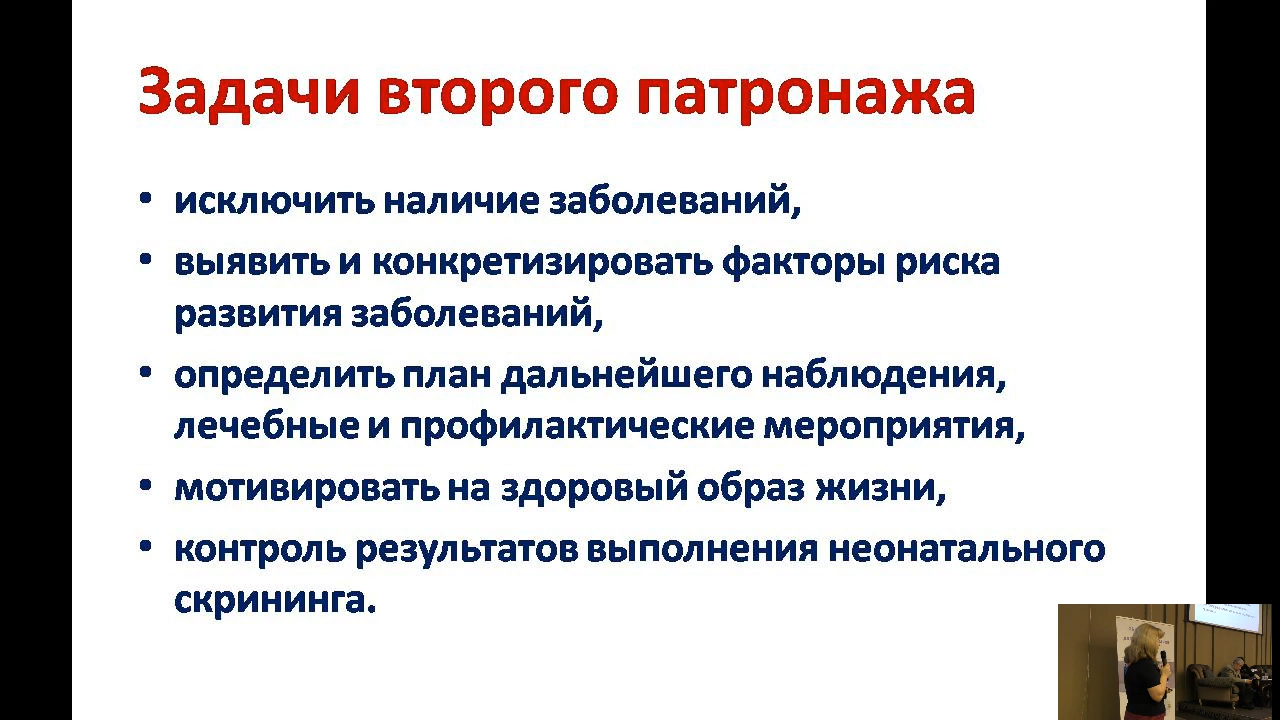 Задачи второго патронажа
• исключить наличие заболеваний,
• выявить и конкретизировать факторы риска
развития заболеваний,
• определить план дальнейшего наблюдения,
лечебные и профилактические мероприятия,
• мотивировать на здоровый образ жизни,
• контроль результатов выполнения неонатального
скрининга.